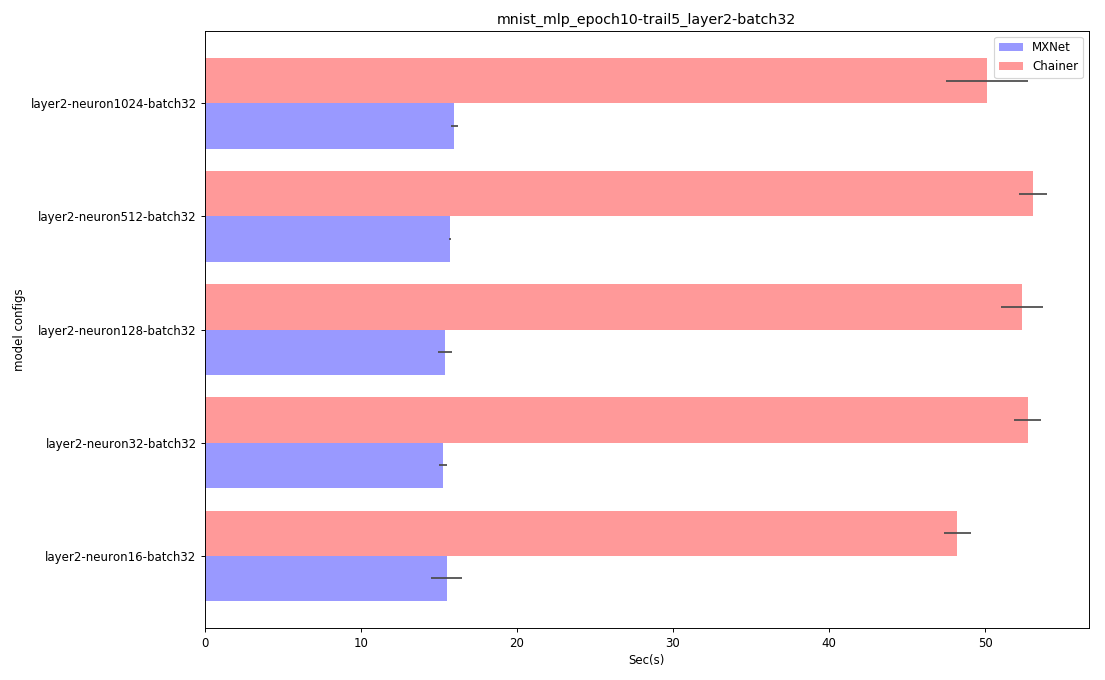 mnist_mlp_epoch10-trail5_layer2-batch32
MXNet
Chainer
layer2-neuron1024-batch32
layer2-neuron512-batch32
layer2-neuron128-batch32
layer2-neuron32-batch32
layer2-neuron16-batch32
model configs
0 10 20 30 40 50
Sec(s)